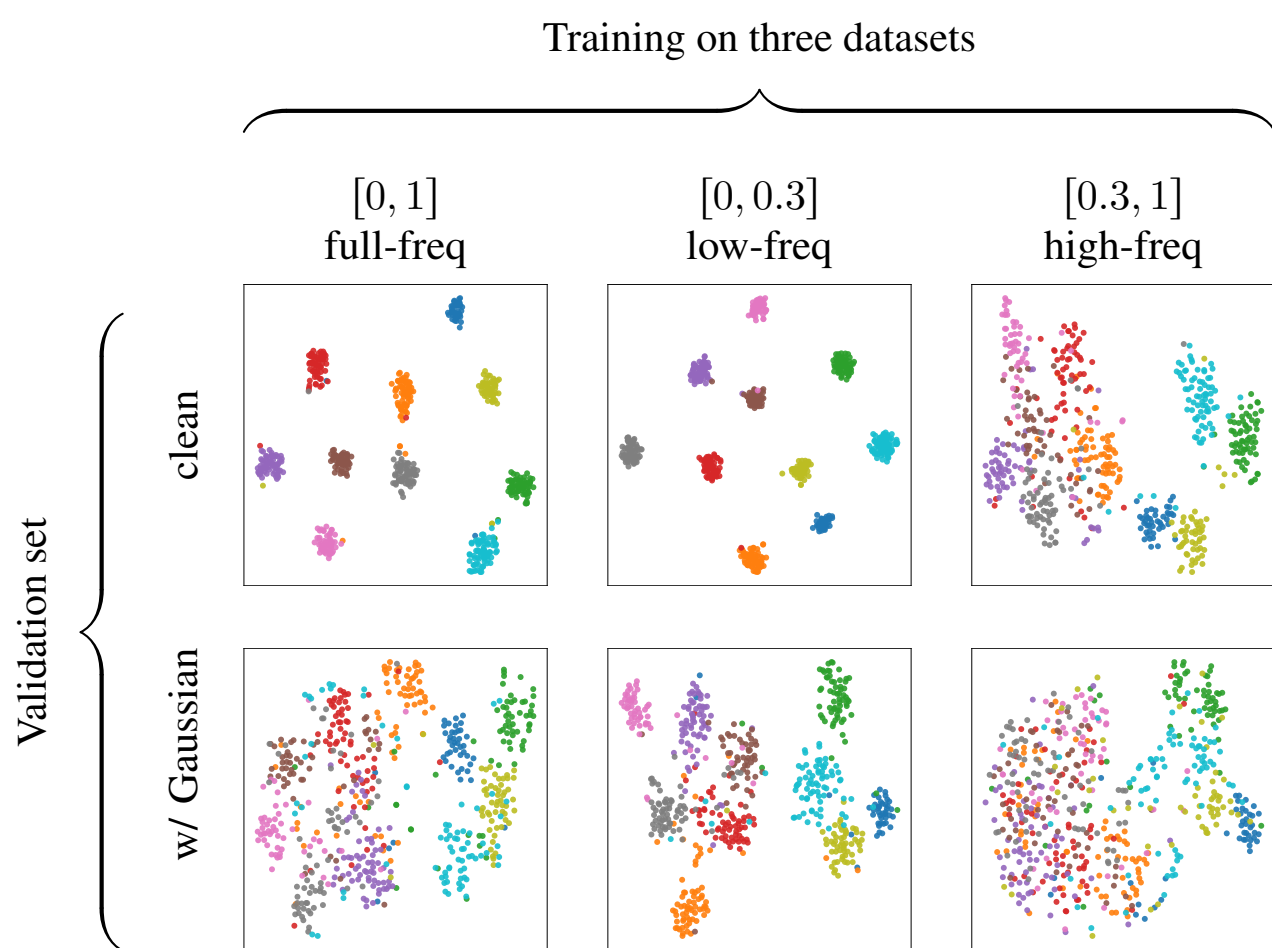 Training on three datasets
[0, 1]
full-freq
[0, 0.3]
low-freq
[0.3, 1]
high-freq
Validation set
clean
w/ Gaussian